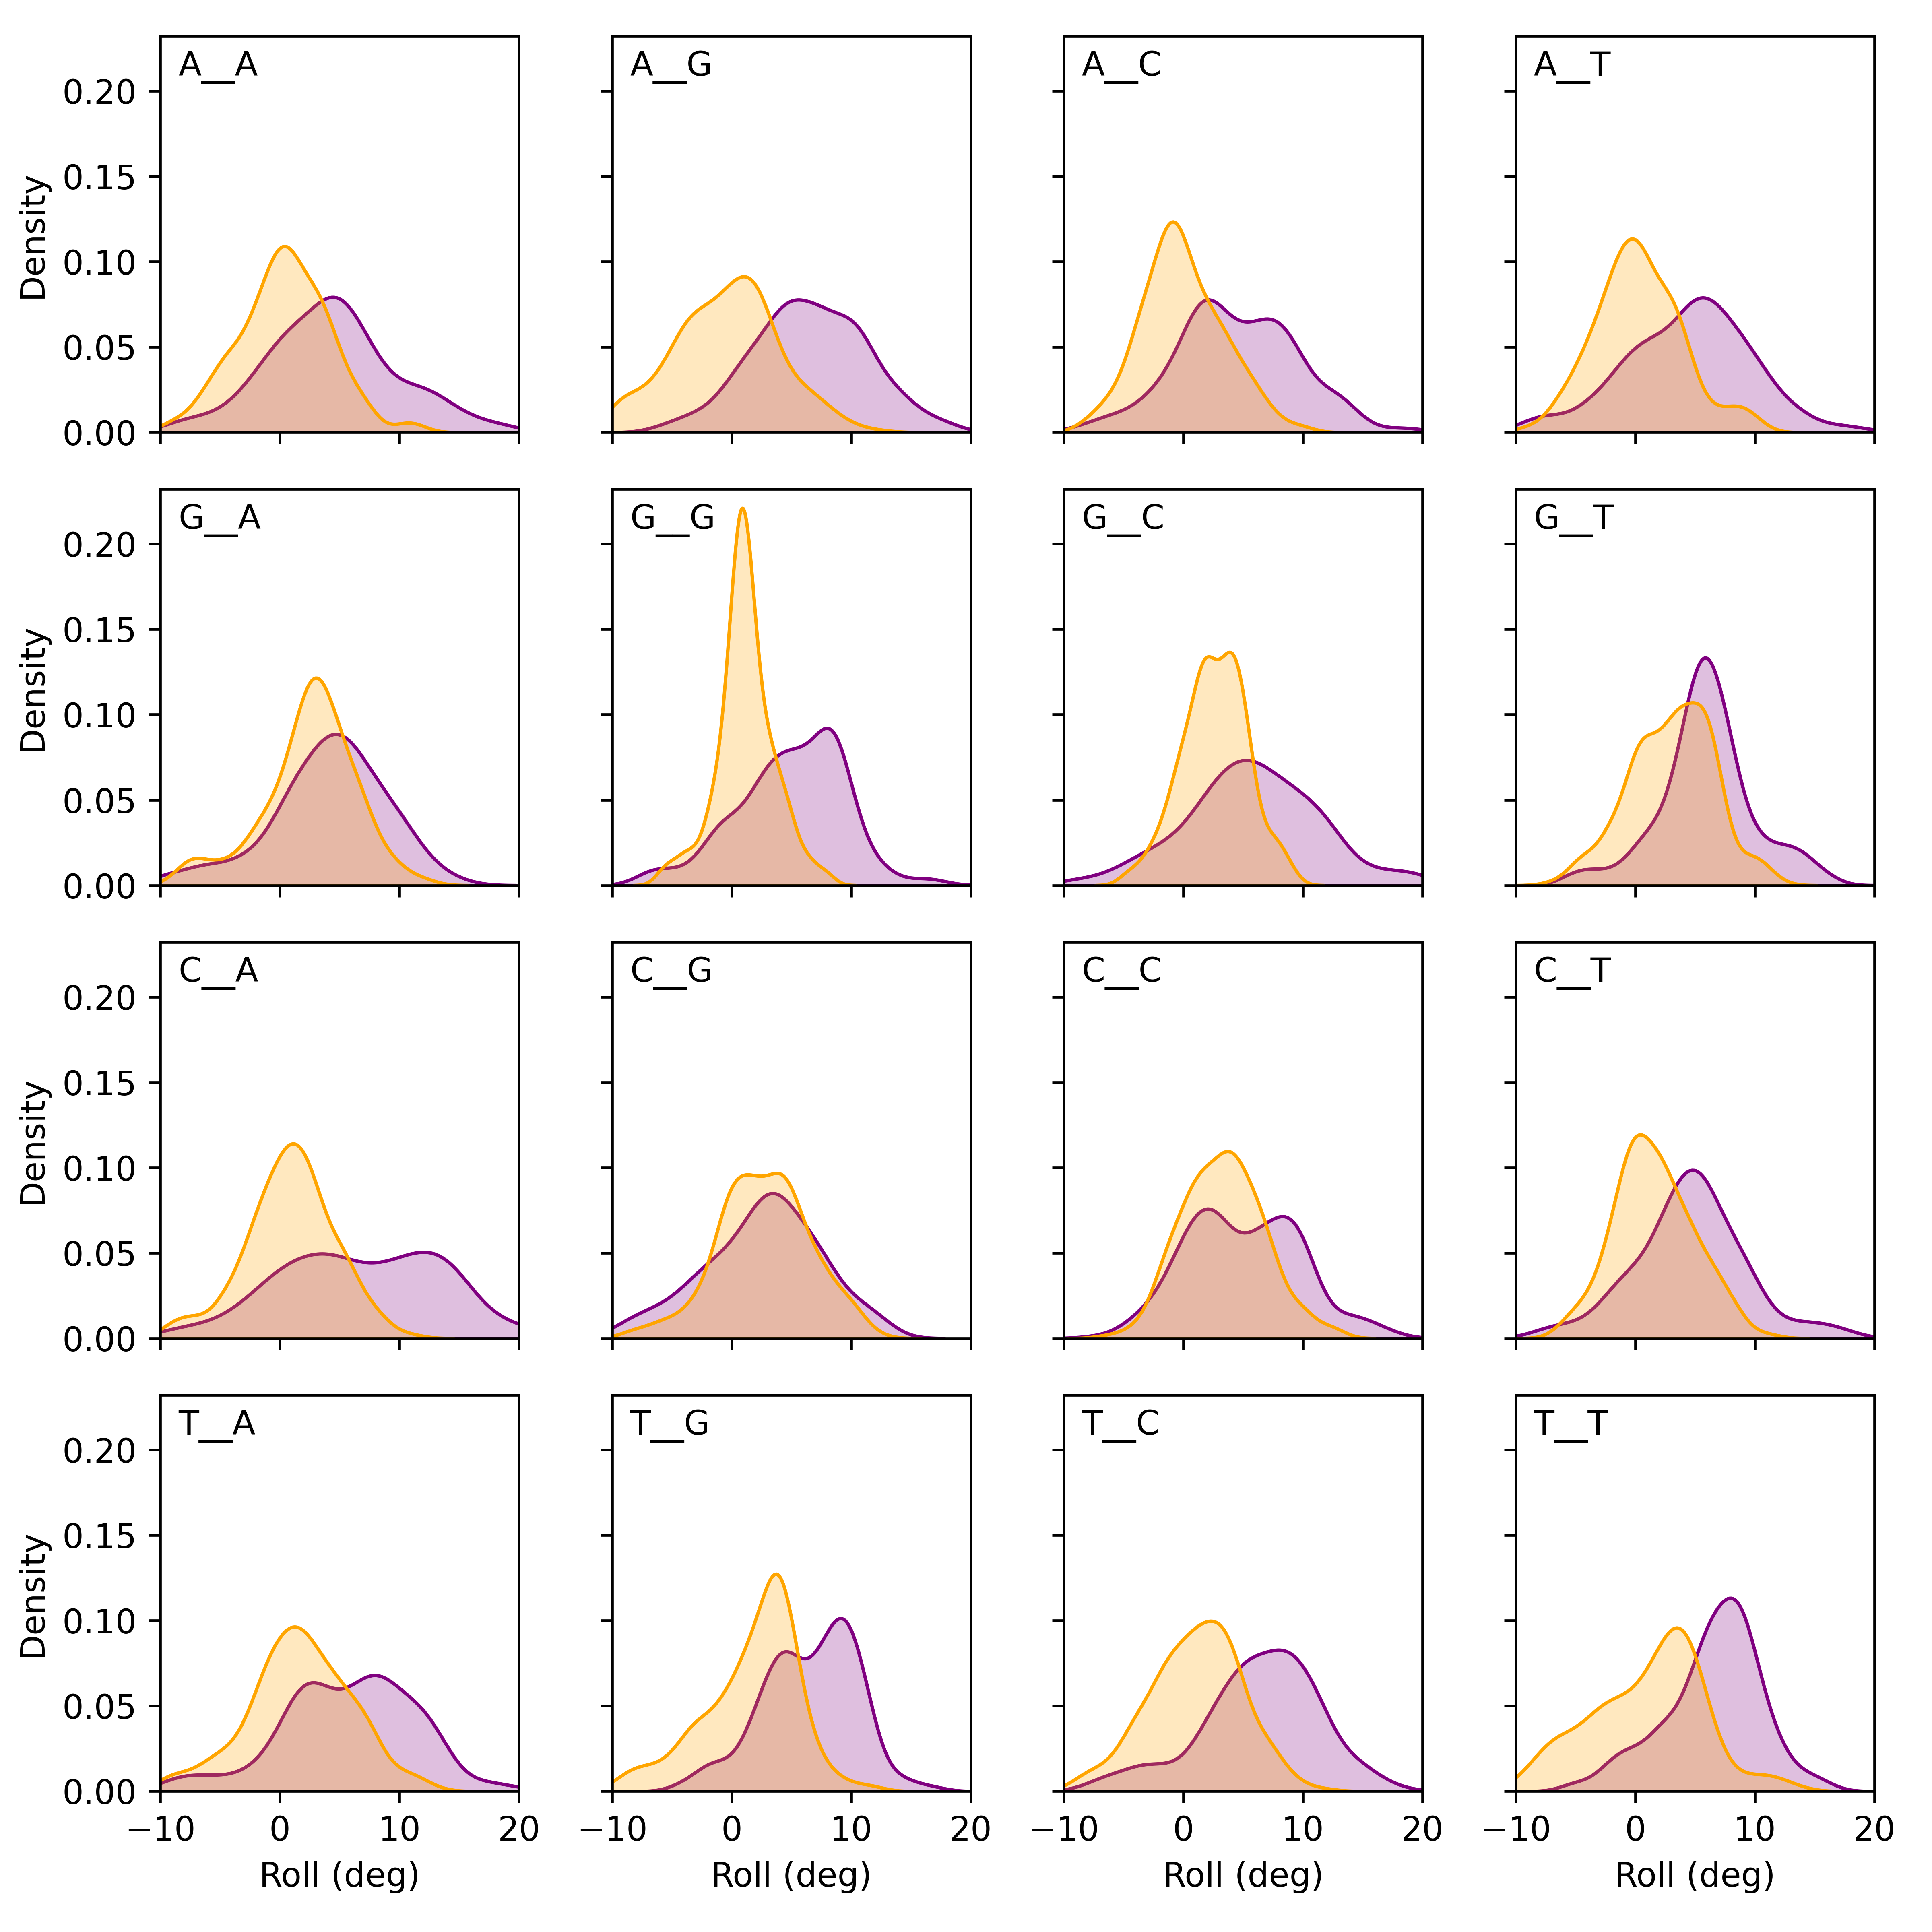 A__A
A__G
A__C
A__T
Density
0.20
0.15
0.10
0.05
0.00
G__A
G__G
G__C
G__T
Density
0.20
0.15
0.10
0.05
0.00
C__A
C__G
C__C
C__T
Density
0.20
0.15
0.10
0.05
0.00
T__A
T__G
T__C
T__T
Density
0.20
0.15
0.10
0.05
0.00
−10 0 10 20
−10 0 10 20
−10 0 10 20
−10 0 10 20
Roll (deg)
Roll (deg)
Roll (deg)
Roll (deg)